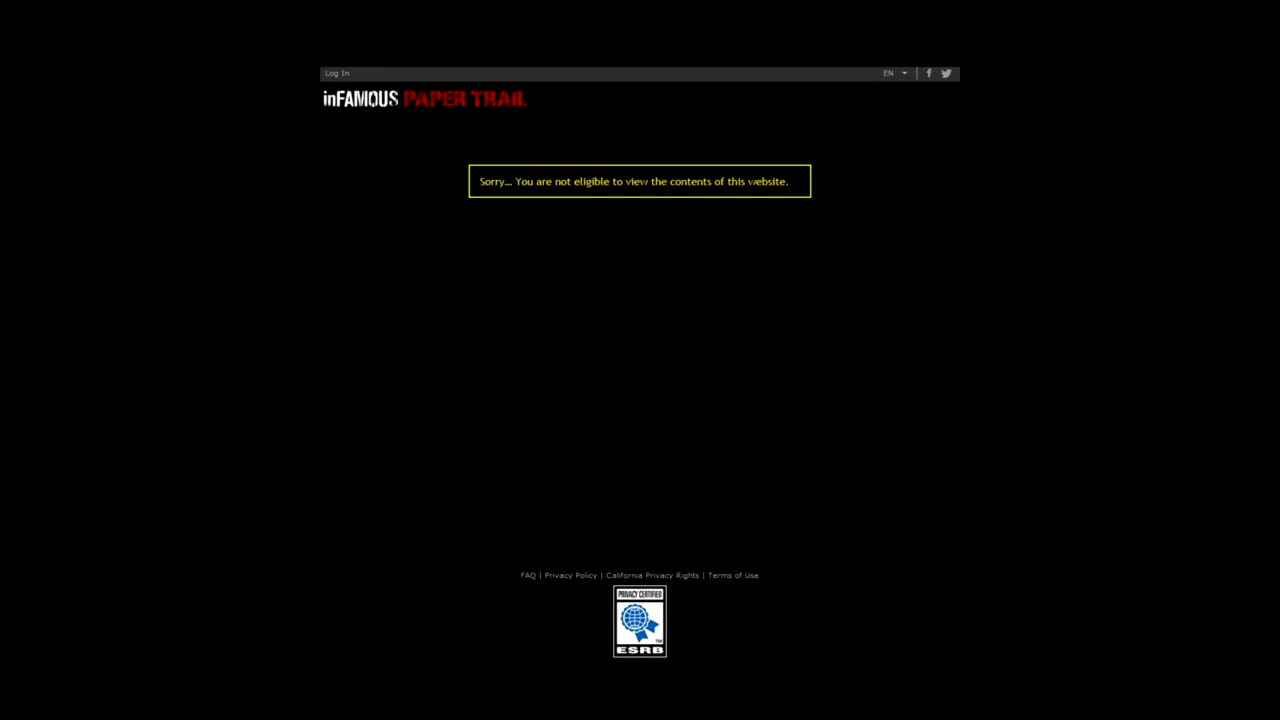 Log In
EN
inFAMOUS PAPER TRAIL
Sorry... You are not eligible to view the contents of this website.
FAQ | Privacy Policy | California Privacy Rights | Terms of Use
PRIVACY CERTIFIED
TM
ESRB